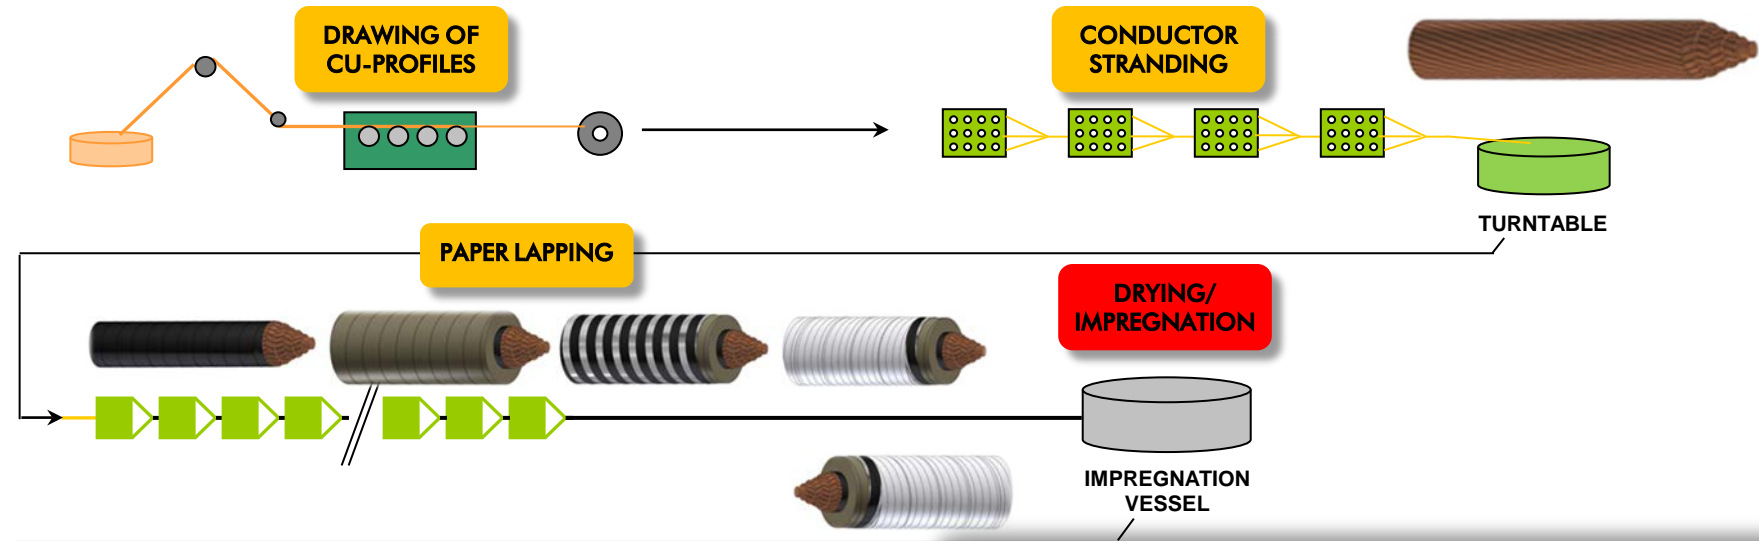 DRAWING OF
CU-PROFILES
CONDUCTOR
STRANDING
TURNTABLE
PAPER LAPPING
DRYING/
IMPREGNATION
IMPREGNATION
VESSEL